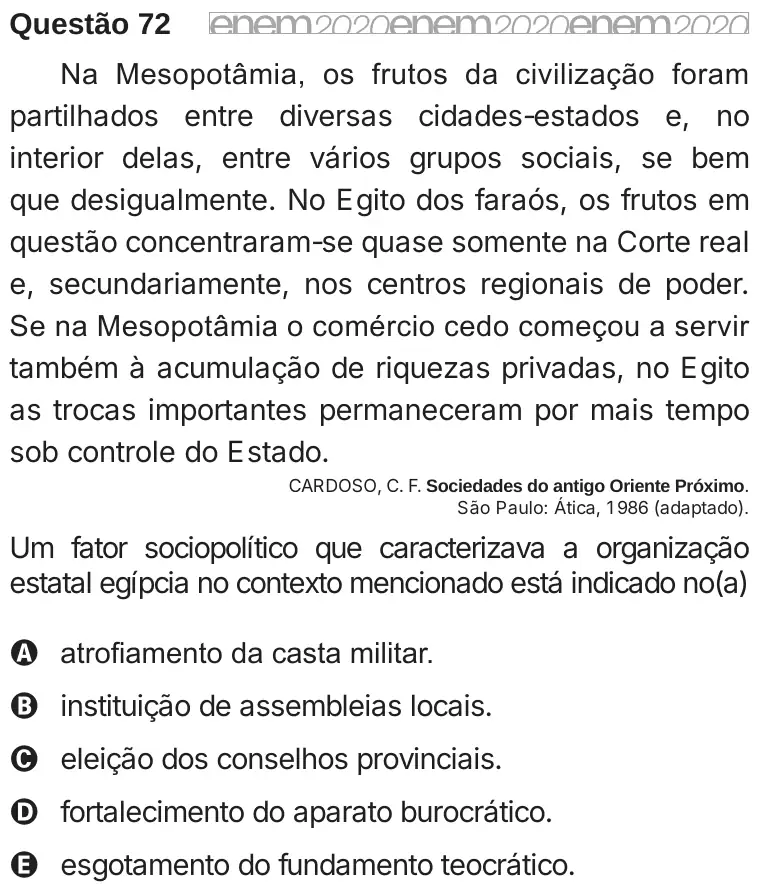 Questão 72 enem2020enem2020enem2020
Na Mesopotâmia, os frutos da civilização foram
partilhados entre diversas cidades-estados e, no
interior delas, entre vários grupos sociais, se bem
que desigualmente. No Egito dos faraós, os frutos em
questão concentraram-se quase somente na Corte real
e, secundariamente, nos centros regionais de poder.
Se na Mesopotâmia o comércio cedo começou a servir
também à acumulação de riquezas privadas, no Egito
as trocas importantes permaneceram por mais tempo
sob controle do Estado.
CARDOSO, C. F. Sociedades do antigo Oriente Próximo.
São Paulo: Ática, 1986 (adaptado).
Um fator sociopolítico que caracterizava a organização
estatal egípcia no contexto mencionado está indicado no(a)
A atrofiamento da casta militar.
B instituição de assembleias locais.
C eleição dos conselhos provinciais.
D fortalecimento do aparato burocrático.
E esgotamento do fundamento teocrático.